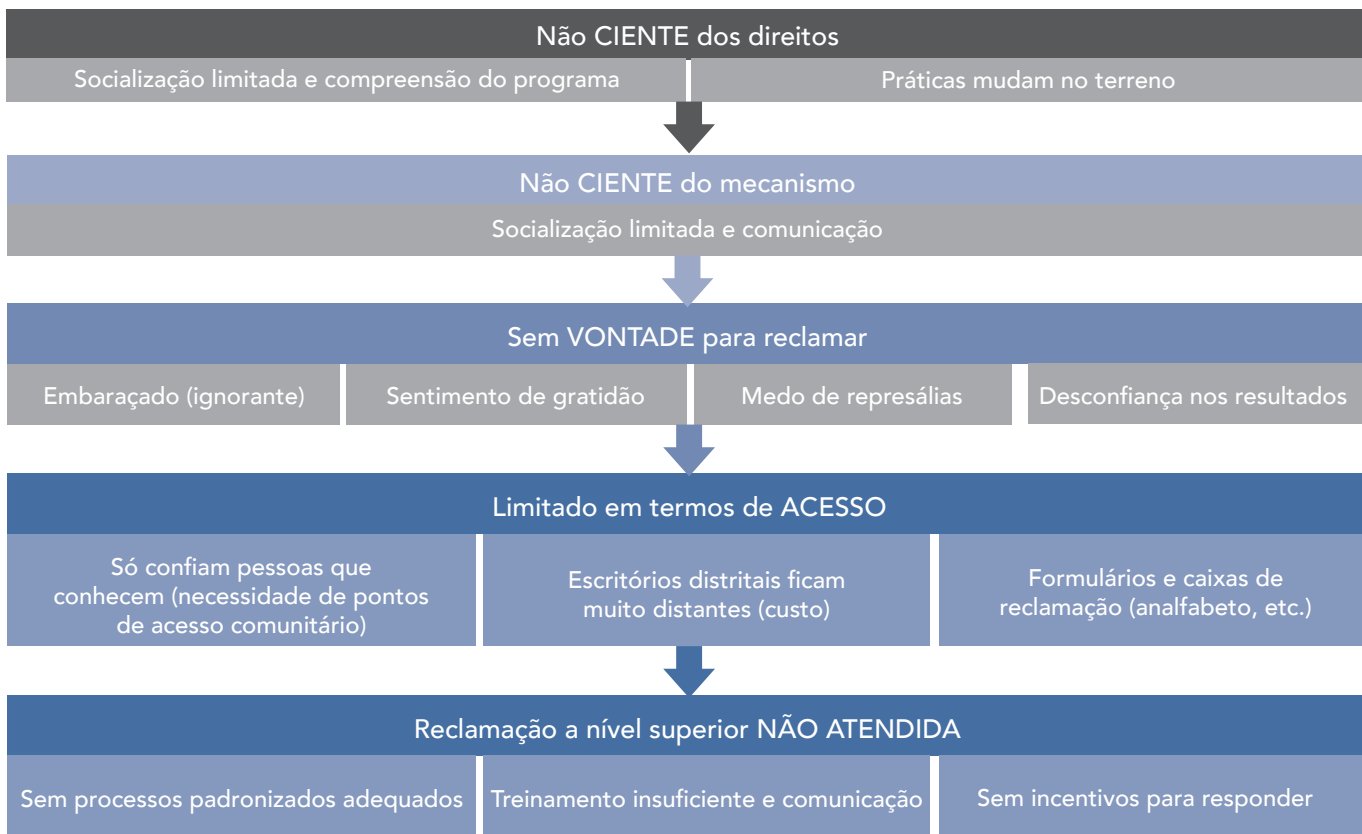 Não CIENTE dos direitos
Socialização limitada e compreensão do programa
Práticas mudam no terreno
Não CIENTE do mecanismo
Socialização limitada e comunicação
Sem VONTADE para reclamar
Embaraçado (ignorante)
Sentimento de gratidão
Medo de represálias
Desconfiança nos resultados
Limitado em termos de ACESSO
Só confiam pessoas que
conhecem (necessidade de pontos
de acesso comunitário)
Escritórios distritais ficam
muito distantes (custo)
Formulários e caixas de
reclamação (analfabeto, etc.)
Reclamação a nível superior NÃO ATENDIDA
Sem processos padronizados adequados
Treinamento insuficiente e comunicação
Sem incentivos para responder